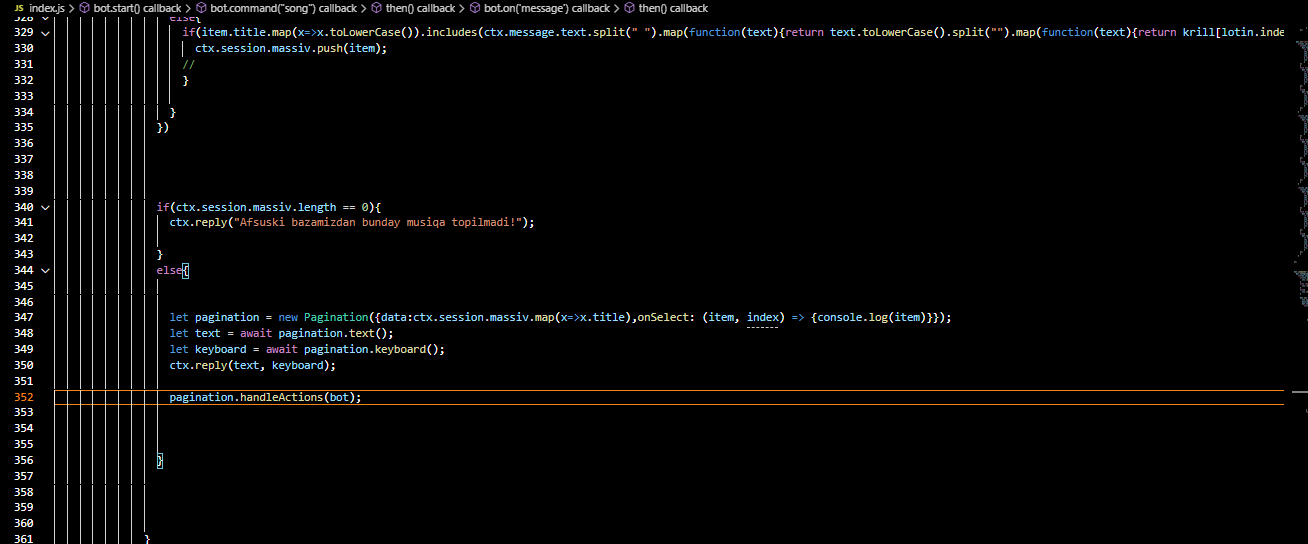 JS index.js > bot.start() callback > bot.command("song") callback > then() callback > bot.on('message') callback > then() callback
328 else{
329 if(item.title.map(x=>x.toLowerCase()).includes(ctx.message.text.split(" ").map(function(text){return text.toLowerCase().split("").map(function(text){return krill[lotin.inde
330 ctx.session.massiv.push(item);
331 //
332 }
333
334 }
335 })
336
337
338
339
340 if(ctx.session.massiv.length == 0){
341 ctx.reply("Afsuski bazamizdan bunday musiqa topilmadi!");
342
343 }
344 else{
345
346
347 let pagination = new Pagination({data:ctx.session.massiv.map(x=>x.title),onSelect: (item, index) => {console.log(item)}});
348 let text = await pagination.text();
349 let keyboard = await pagination.keyboard();
350 ctx.reply(text, keyboard);
351
352 pagination.handleActions(bot);
353
354
355
356 }
357
358
359
360
361 }